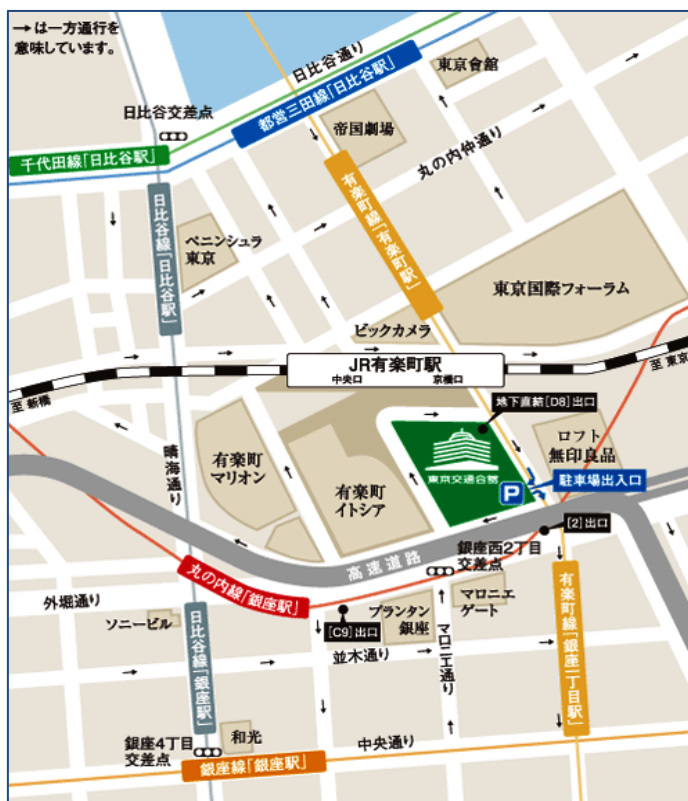 →は一方通行を
意味しています。
日比谷通り
東京會舘
都営三田線「日比谷駅」
日比谷交差点
帝国劇場
千代田線「日比谷駅」
丸の内仲通り
有楽町線「有楽町駅」
日比谷線「日比谷駅」
ペニンシュラ
東京
東京国際フォーラム
ビックカメラ
JR有楽町駅
中央口
京橋口
至 東京
至 新橋
地下直結[D8]出口
晴海通り
有楽町
マリオン
有楽町
イトシア
東京交通会館
ロフト
無印良品
P
駐車場出入口
[2]出口
高速道路
銀座西2丁目
交差点
丸の内線「銀座駅」
外堀通り
ソニービル
[C9]出口
プランタン
銀座
マロニエ
ゲート
有楽町線「銀座一丁目駅」
日比谷線「銀座駅」
並木通り
マロニエ通り
銀座4丁目
交差点
和光
中央通り
銀座線「銀座駅」